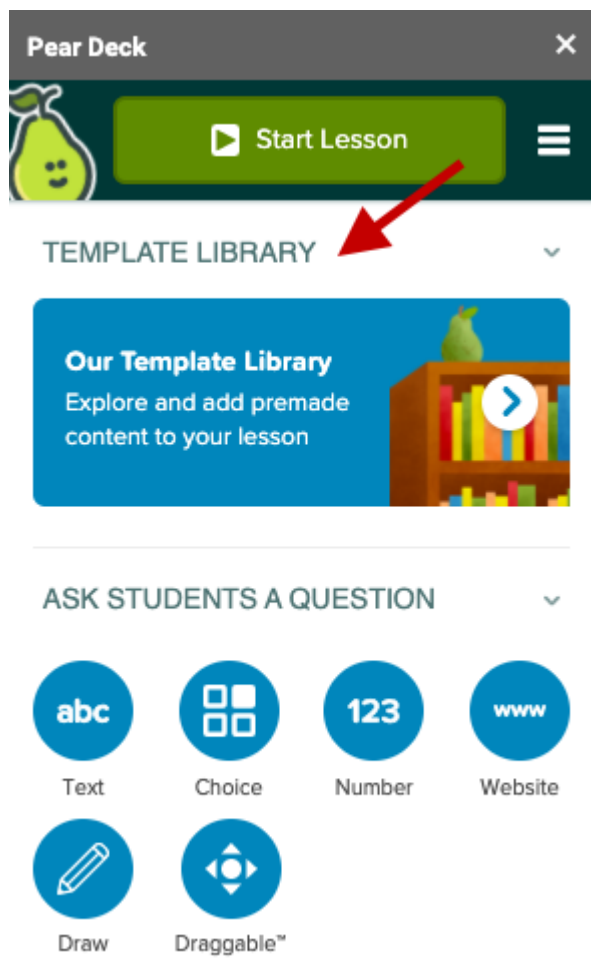 Pear Deck
Start Lesson
TEMPLATE LIBRARY
Our Template Library
Explore and add premade
content to your lesson
ASK STUDENTS A QUESTION
abc
123
www
Text
Choice
Number
Website
Draw
Draggable™